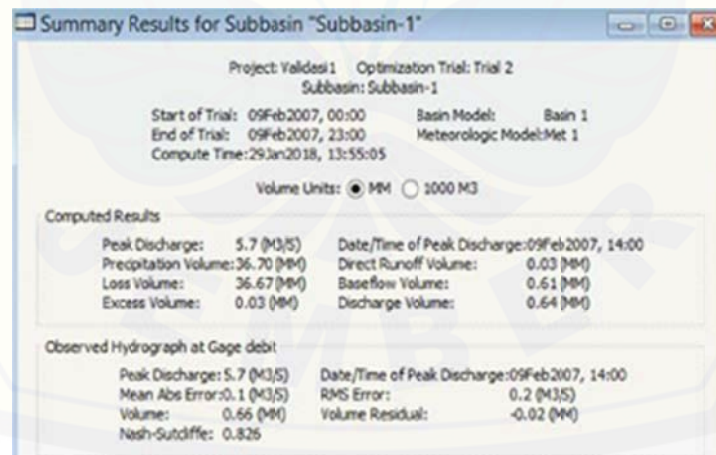 Summary Results for Subbasin "Subbasin-1"
Project: Validasi1 Optimizaton Trial: Trial 2
Subbasin: Subbasin-1
Start of Trial: 09Feb2007, 00:00 Basin Model: Basin 1
End of Trial: 09Feb2007, 23:00 Meteorologic Model:Met 1
Compute Time:29Jan2018, 13:55:05
Volume Units: MM 1000 M3
Computed Results
Peak Discharge: 5.7 (M3/S) Date/Time of Peak Discharge:09Feb2007, 14:00
Precipitation Volume:36.70 (MM) Direct Runoff Volume: 0.03 (MM)
Loss Volume: 36.67 (MM) Baseflow Volume: 0.61 (MM)
Excess Volume: 0.03 (MM) Discharge Volume: 0.64 (MM)
Observed Hydrograph at Gage debit
Peak Discharge:5.7 (M3/S) Date/Time of Peak Discharge:09Feb2007, 14:00
Mean Abs Error:0.1 (M3/S) RMS Error: 0.2 (M3/S)
Volume: 0.66 (MM) Volume Residual: -0.02 (MM)
Nash-Sutcliffe: 0.826